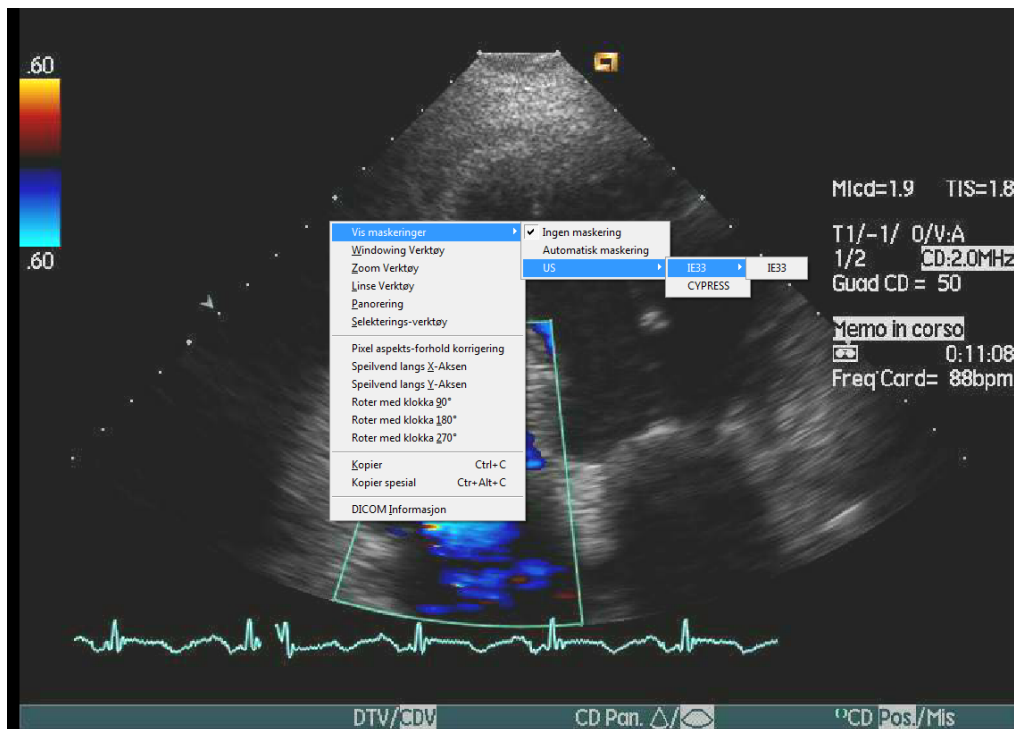 .60
.60
MIcd=1.9 TIS=1.8
T1/-1/ 0/V:A
1/2 CD:2.0MHz
Guad CD = 50
Memo in corso
0:11:08
Freq Card= 88bpm
Vis maskeringer
Windowing Verktøy
Zoom Verktøy
Linse Verktøy
Panorering
Selekterings-verktøy
Pixel aspekts-forhold korrigering
Speilvend langs X-Aksen
Speilvend langs Y-Aksen
Roter med klokka 90°
Roter med klokka 180°
Roter med klokka 270°
Kopier Ctrl+C
Kopier spesial Ctr+Alt+C
DICOM Informasjon
Ingen maskering
Automatisk maskering
US
IE33
CYPRESS
IE33
DTV/CDV CD Pan. CD Pos./Mis